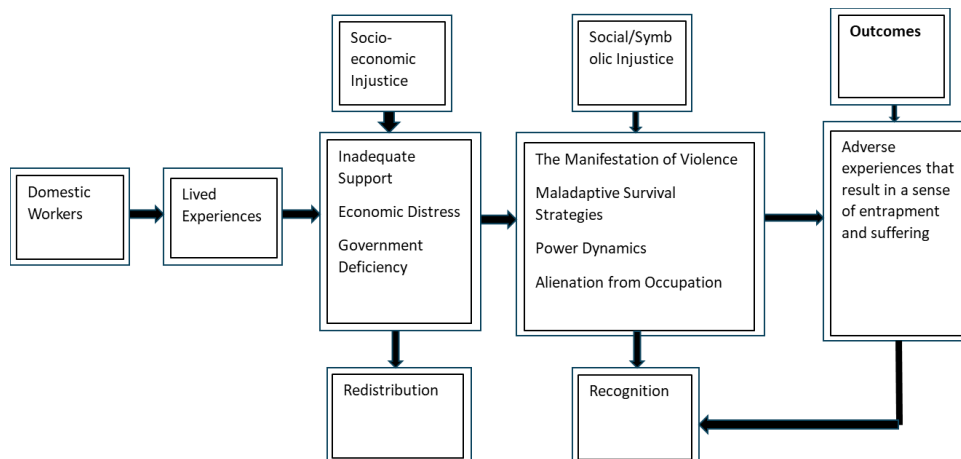 Socio-
economic
Injustice
Social/Symb
olic Injustice
Outcomes
Domestic
Workers
Lived
Experiences
Inadequate
Support
Economic Distress
Government
Deficiency
The Manifestation of Violence
Maladaptive Survival
Strategies
Power Dynamics
Alienation from Occupation
Adverse
experiences that
result in a sense
of entrapment
and suffering
Redistribution
Recognition